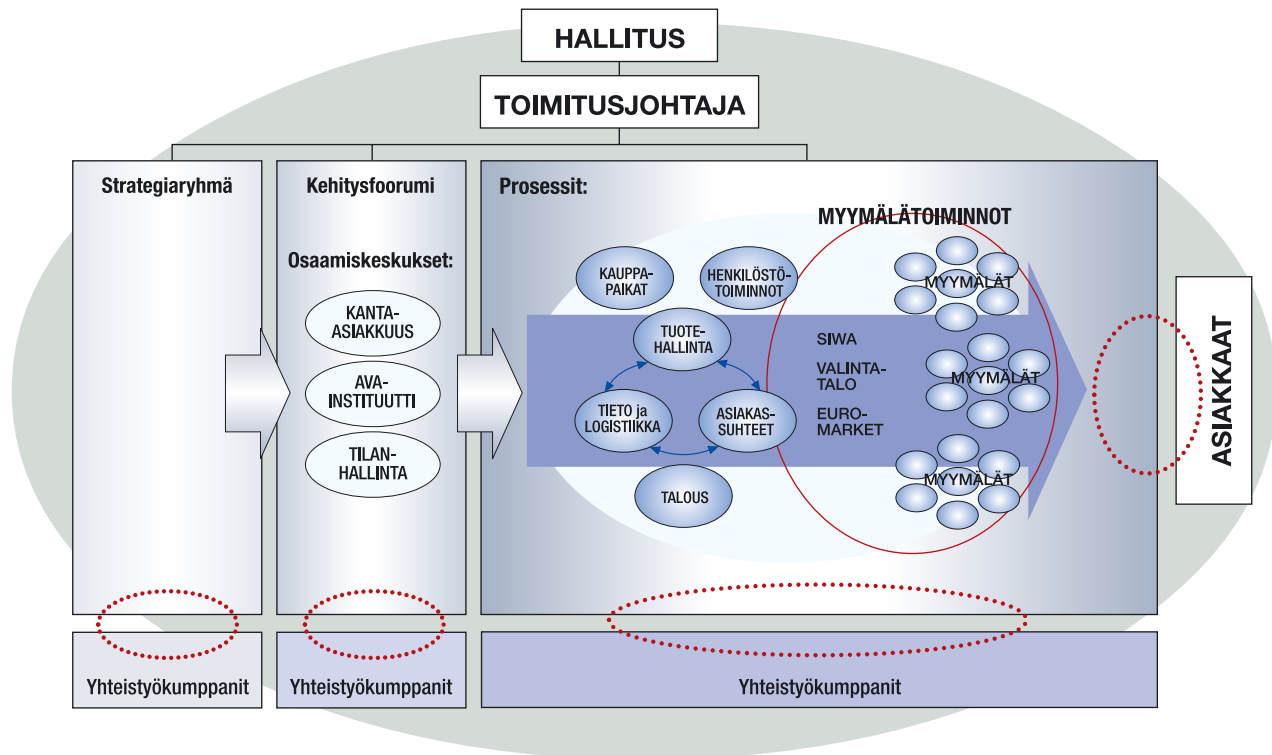 HALLITUS
TOIMITUSJOHTAJA
Strategiaryhmä
Kehitysfoorumi
Osaamiskeskukset:
KANTA-
ASIAKKUUS
AVA-
INSTITUUTTI
TILAN-
HALLINTA
Prosessit:
MYYMÄLÄTOIMINNOT
KAUPPA-
PAIKAT
HENKILÖSTÖ-
TOIMINNOT
TUOTE-
HALLINTA
TIETO ja
LOGISTIIKKA
ASIAKAS-
SUHTEET
TALOUS
SIWA
VALINTA-
TALO
EURO-
MARKET
MYYMÄLÄT
MYYMÄLÄT
MYYMÄLÄT
ASIAKKAAT
Yhteistyökumppanit
Yhteistyökumppanit
Yhteistyökumppanit